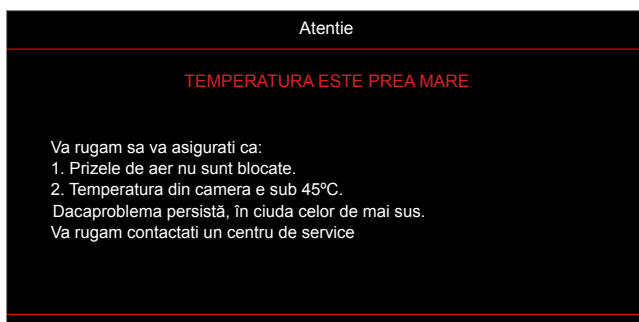 Atentie
TEMPERATURA ESTE PREA MARE
Va rugam sa va asigurati ca:
1. Prizele de aer nu sunt blocate.
2. Temperatura din camera e sub 45ºC.
Dacaproblema persistă, în ciuda celor de mai sus.
Va rugam contactati un centru de service